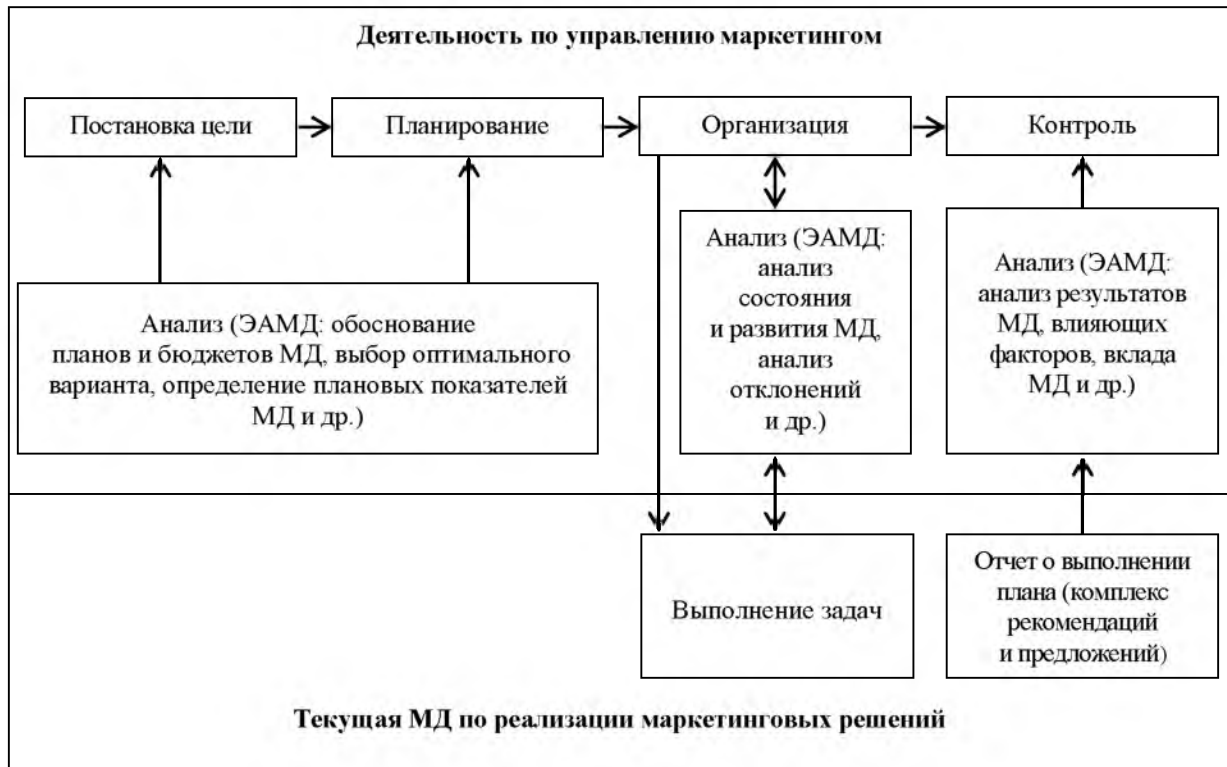 Деятельность по управлению маркетингом
Постановка цели
Планирование
Организация
Контроль
Анализ (ЭАМД: обоснование
планов и бюджетов МД, выбор оптимального
варианта, определение плановых показателей
МД и др.)
Анализ (ЭАМД:
анализ
состояния
и развития МД,
анализ
отклонений
и др.)
Анализ (ЭАМД:
анализ результатов
МД, влияющих
факторов, вклада
МД и др.)
Выполнение задач
Отчет о выполнении
плана (комплекс
рекомендаций
и предложений)
Текущая МД по реализации маркетинговых решений